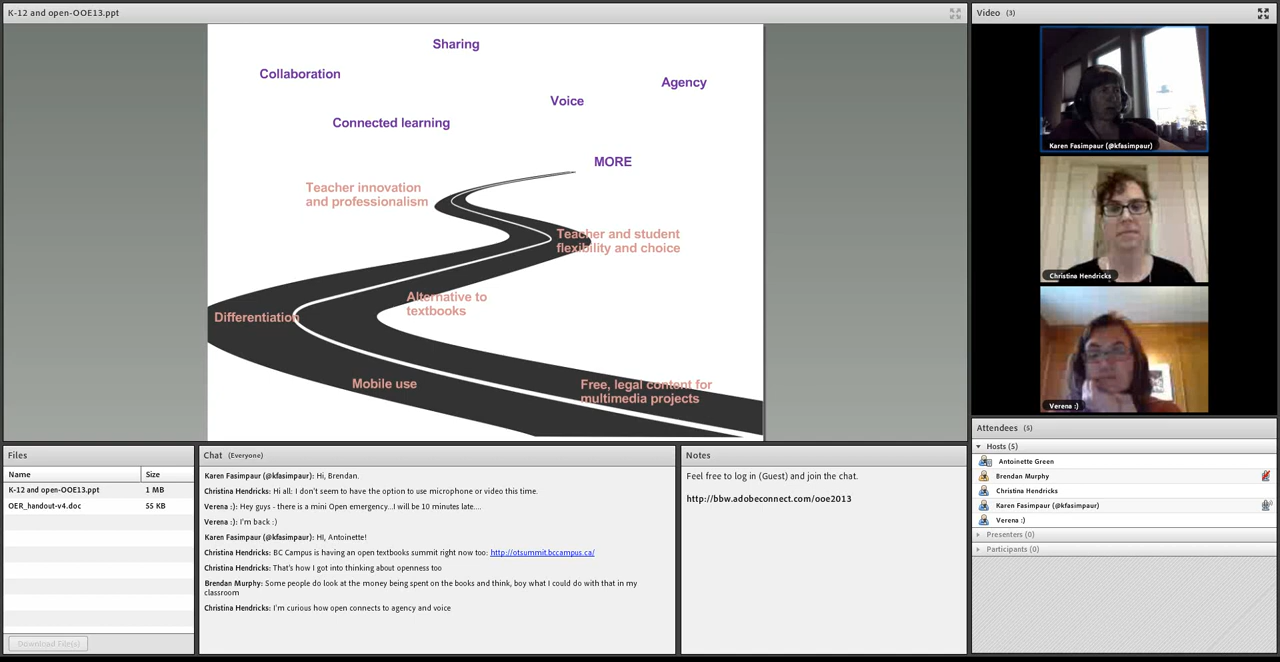 K-12 and open-OOE13.ppt
Sharing
Collaboration
Agency
Voice
Connected learning
MORE
Teacher innovation
and professionalism
Teacher and student
flexibility and choice
Alternative to
textbooks
Differentiation
Mobile use
Free, legal content for
multimedia projects
Video (3)
Karen Fasimpaur (@kfasimpaur)
Christina Hendricks
Verena :)
Attendees (5)
Hosts (5)
Antoinette Green
Brendan Murphy
Christina Hendricks
Karen Fasimpaur (@kfasimpaur)
Verena :)
Presenters (0)
Participants (0)
Files
Name Size
K-12 and open-OOE13.ppt 1 MB
OER_handout-v4.doc 55 KB
Download File(s)
Chat (Everyone)
Karen Fasimpaur (@kfasimpaur): Hi, Brendan.
Christina Hendricks: Hi all: I don't seem to have the option to use microphone or video this time.
Verena :): Hey guys - there is a mini Open emergency...I will be 10 minutes late....
Verena :): I'm back :)
Karen Fasimpaur (@kfasimpaur): HI, Antoinette!
Christina Hendricks: BC Campus is having an open textbooks summit right now too: http://otsummit.bccampus.ca/
Christina Hendricks: That's how I got into thinking about openness too
Brendan Murphy: Some people do look at the money being spent on the books and think, boy what I could do with that in my
classroom
Christina Hendricks: I'm curious how open connects to agency and voice
Notes
Feel free to log in (Guest) and join the chat.
http://bbw.adobeconnect.com/ooe2013